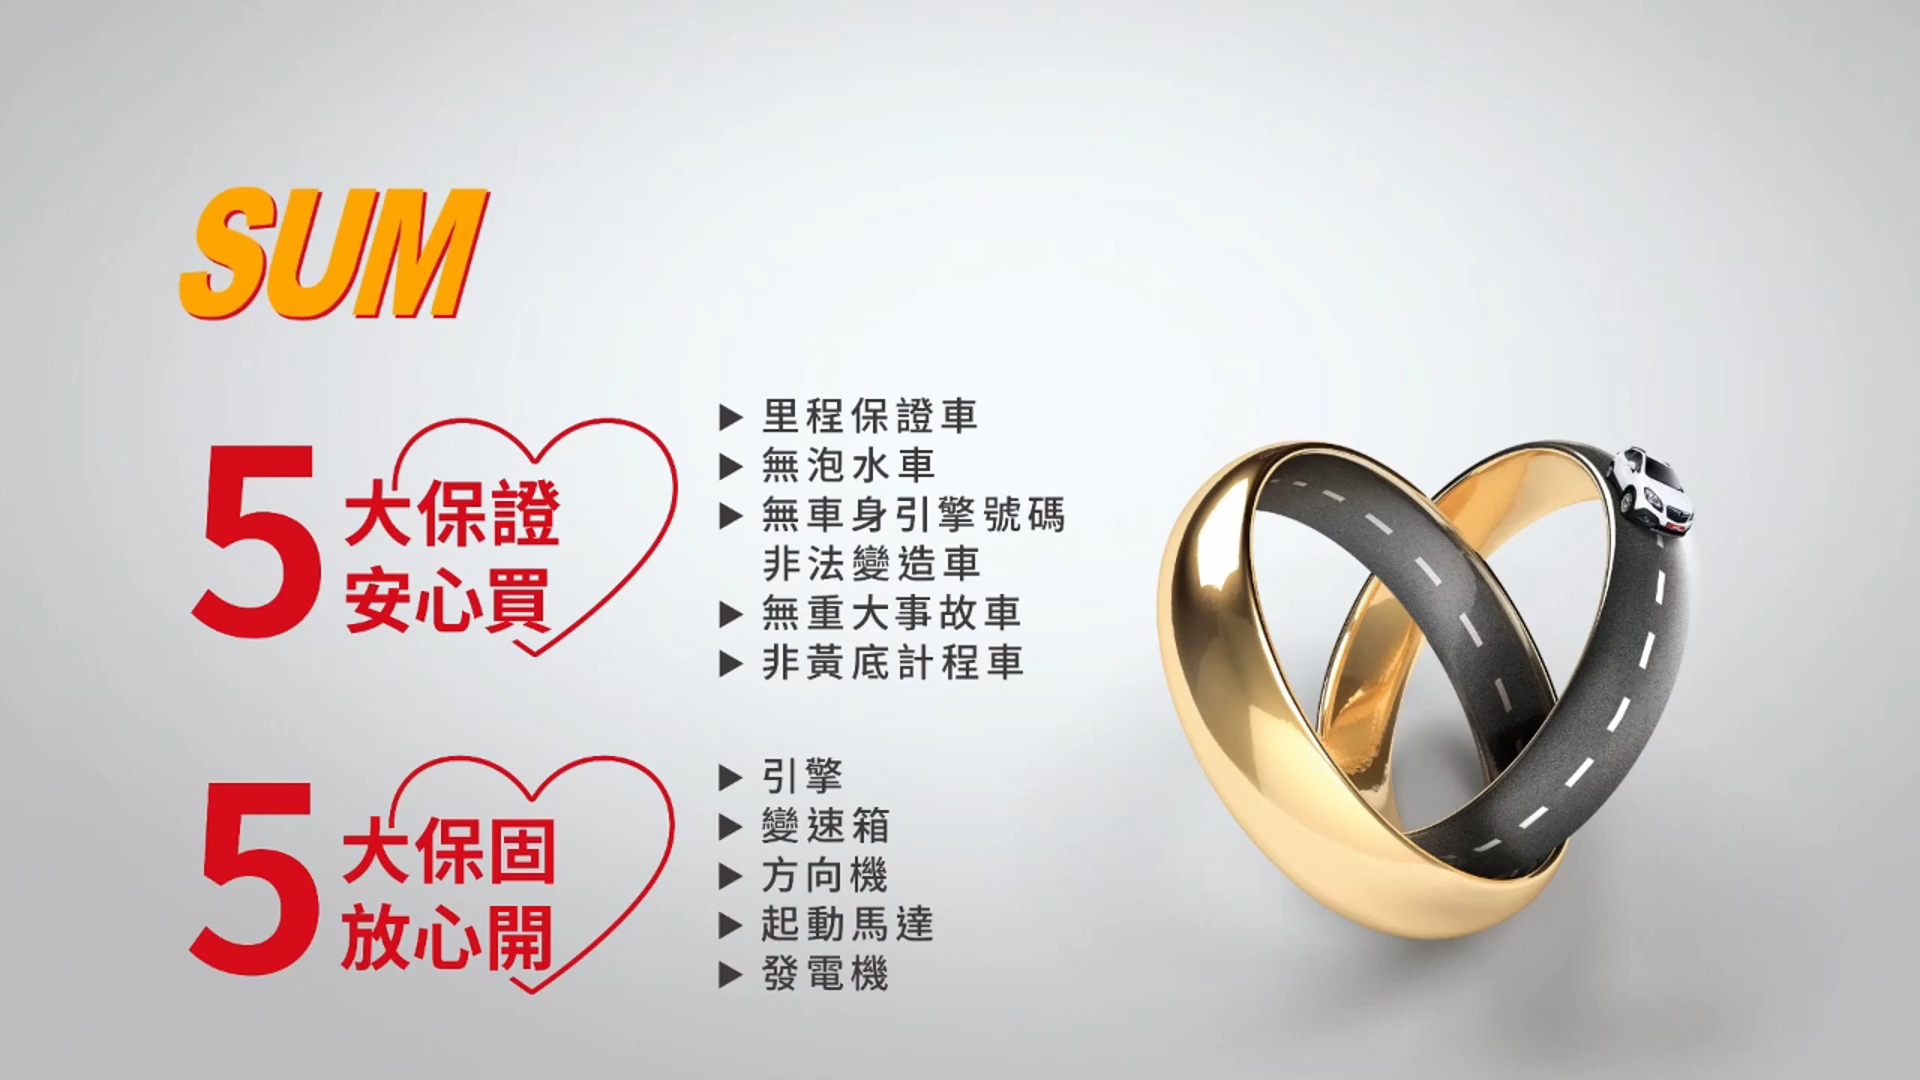 SUM
5
大保證
安心買
▶ 里程保證車
▶ 無泡水車
▶ 無車身引擎號碼
非法變造車
▶ 無重大事故車
▶ 非黃底計程車
5
大保固
放心開
▶ 引擎
▶ 變速箱
▶ 方向機
▶ 起動馬達
▶ 發電機